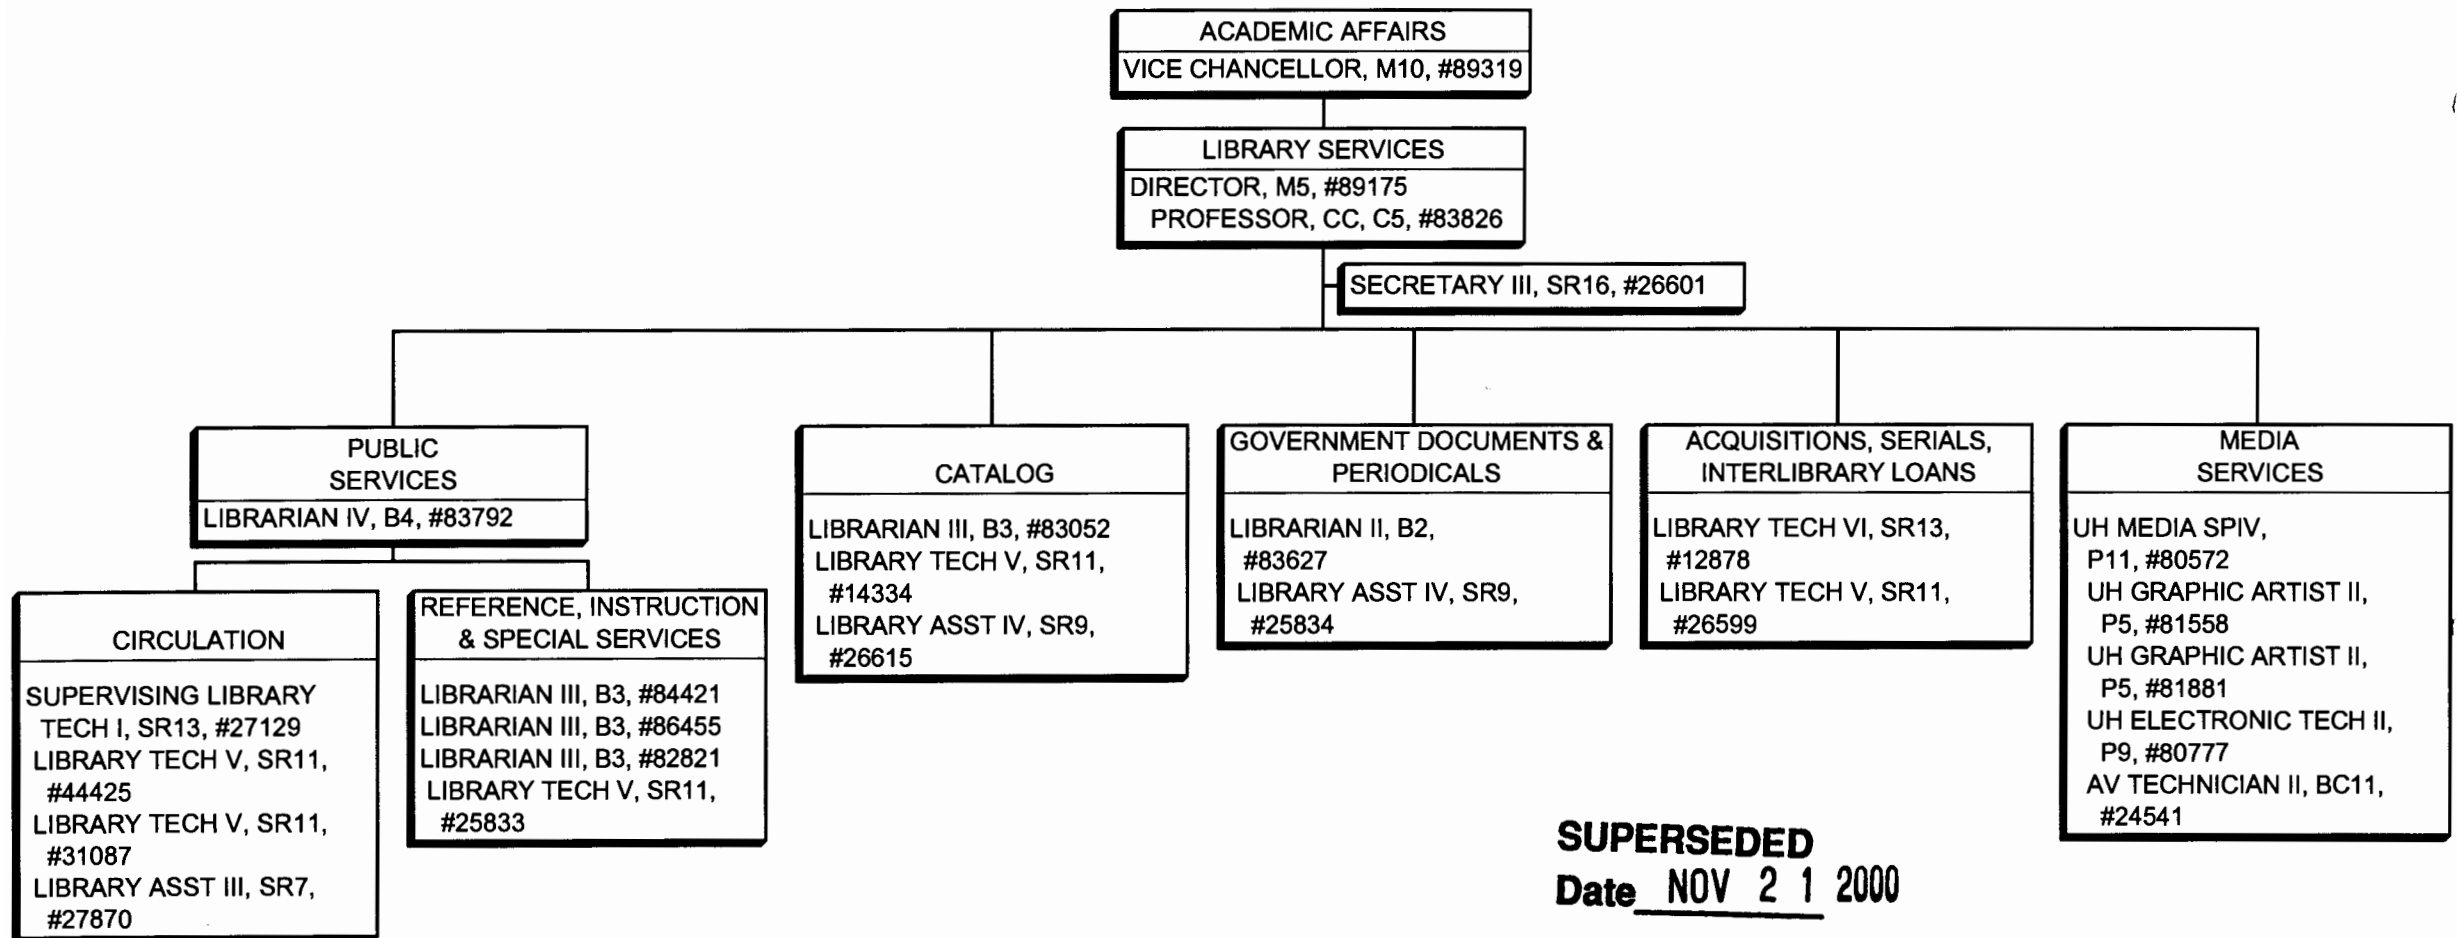 ACADEMIC AFFAIRS
VICE CHANCELLOR, M10, #89319
LIBRARY SERVICES
DIRECTOR, M5, #89175
PROFESSOR, CC, C5, #83826
SECRETARY III, SR16, #26601
PUBLIC
SERVICES
LIBRARIAN IV, B4, #83792
CIRCULATION
SUPERVISING LIBRARY
TECH I, SR13, #27129
LIBRARY TECH V, SR11,
#44425
LIBRARY TECH V, SR11,
#31087
LIBRARY ASST III, SR7,
#27870
REFERENCE, INSTRUCTION
& SPECIAL SERVICES
LIBRARIAN III, B3, #84421
LIBRARIAN III, B3, #86455
LIBRARIAN III, B3, #82821
LIBRARY TECH V, SR11,
#25833
CATALOG
LIBRARIAN III, B3, #83052
LIBRARY TECH V, SR11,
#14334
LIBRARY ASST IV, SR9,
#26615
GOVERNMENT DOCUMENTS &
PERIODICALS
LIBRARIAN II, B2,
#83627
LIBRARY ASST IV, SR9,
#25834
ACQUISITIONS, SERIALS,
INTERLIBRARY LOANS
LIBRARY TECH VI, SR13,
#12878
LIBRARY TECH V, SR11,
#26599
MEDIA
SERVICES
UH MEDIA SPIV,
P11, #80572
UH GRAPHIC ARTIST II,
P5, #81558
UH GRAPHIC ARTIST II,
P5, #81881
UH ELECTRONIC TECH II,
P9, #80777
AV TECHNICIAN II, BC11,
#24541
SUPERSEDED
Date NOV 2 1 2000